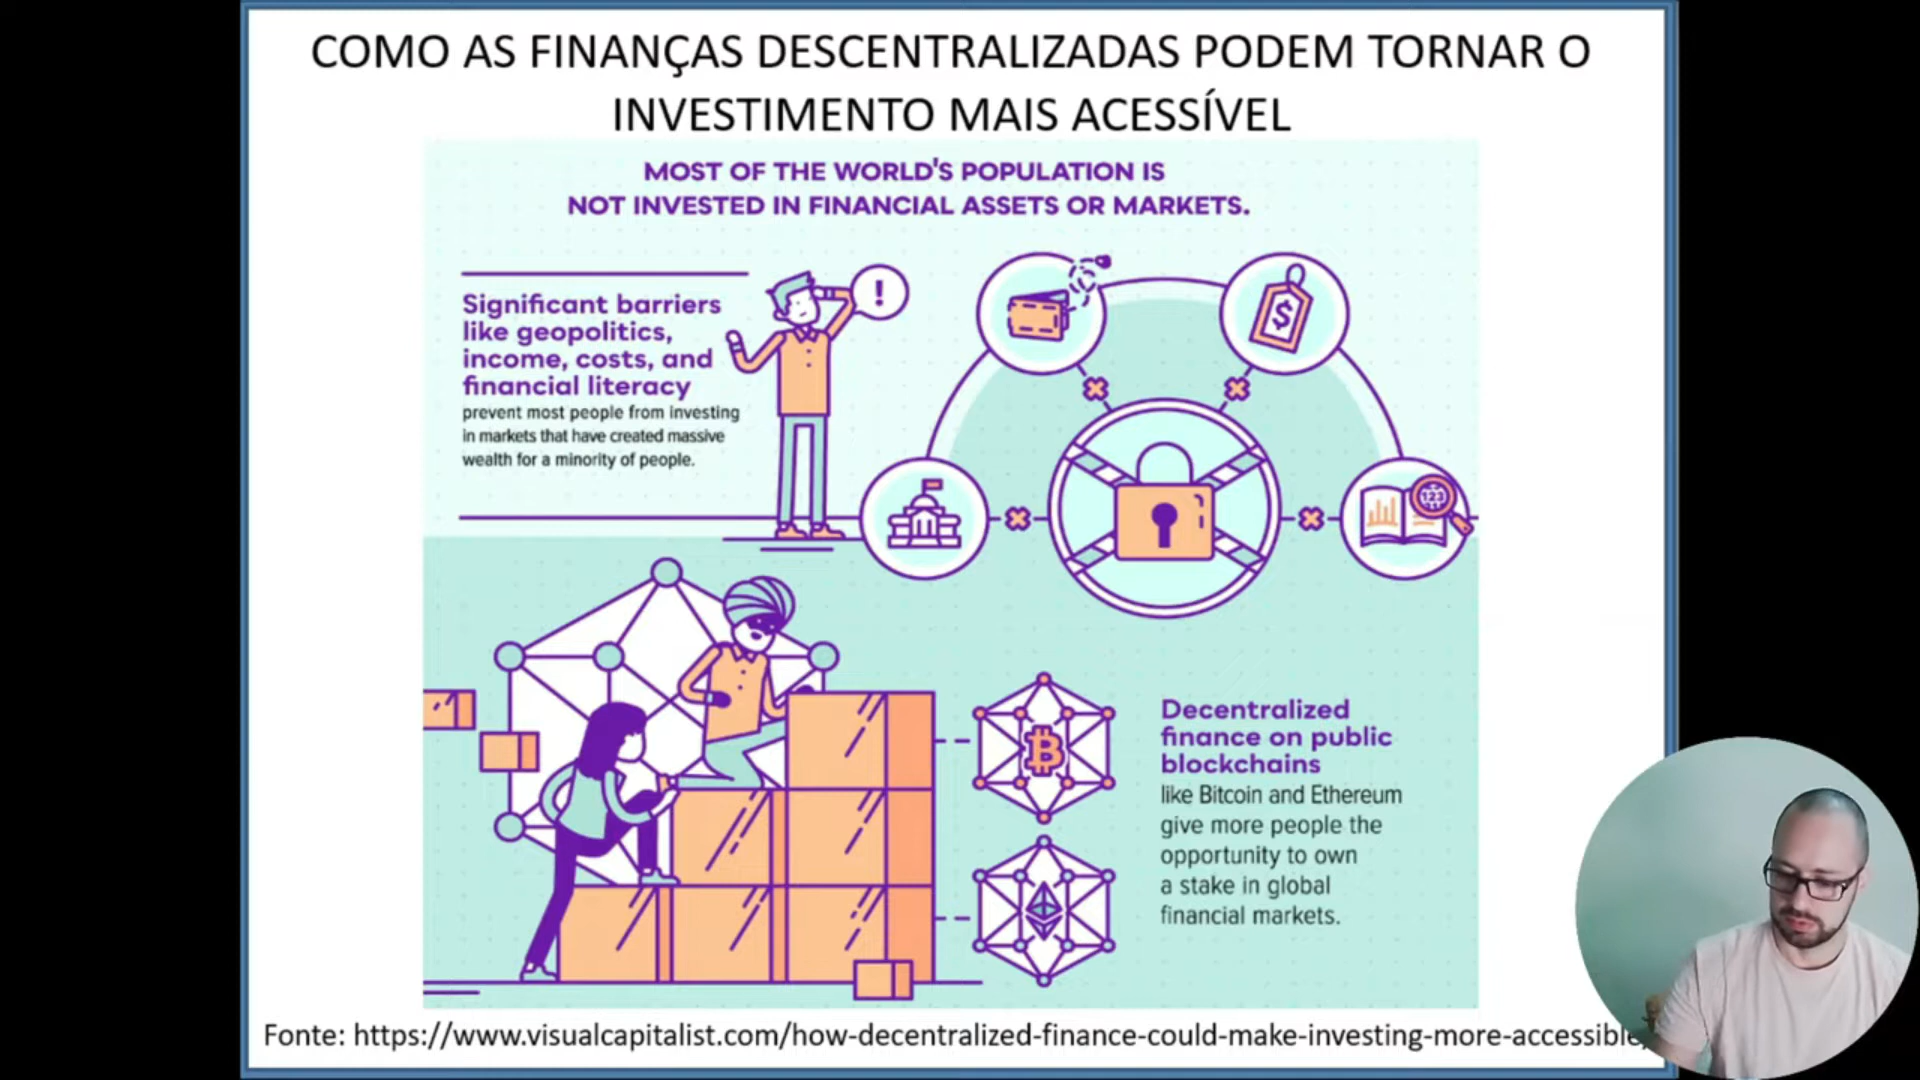 COMO AS FINANÇAS DESCENTRALIZADAS PODEM TORNAR O
INVESTIMENTO MAIS ACESSÍVEL
MOST OF THE WORLD'S POPULATION IS
NOT INVESTED IN FINANCIAL ASSETS OR MARKETS.
Significant barriers
like geopolitics,
income, costs, and
financial literacy
prevent most people from investing
in markets that have created massive
wealth for a minority of people.
!
$
123
Decentralized
finance on public
blockchains
like Bitcoin and Ethereum
give more people the
opportunity to own
a stake in global
financial markets.
Fonte: https://www.visualcapitalist.com/how-decentralized-finance-could-make-investing-more-accessible/